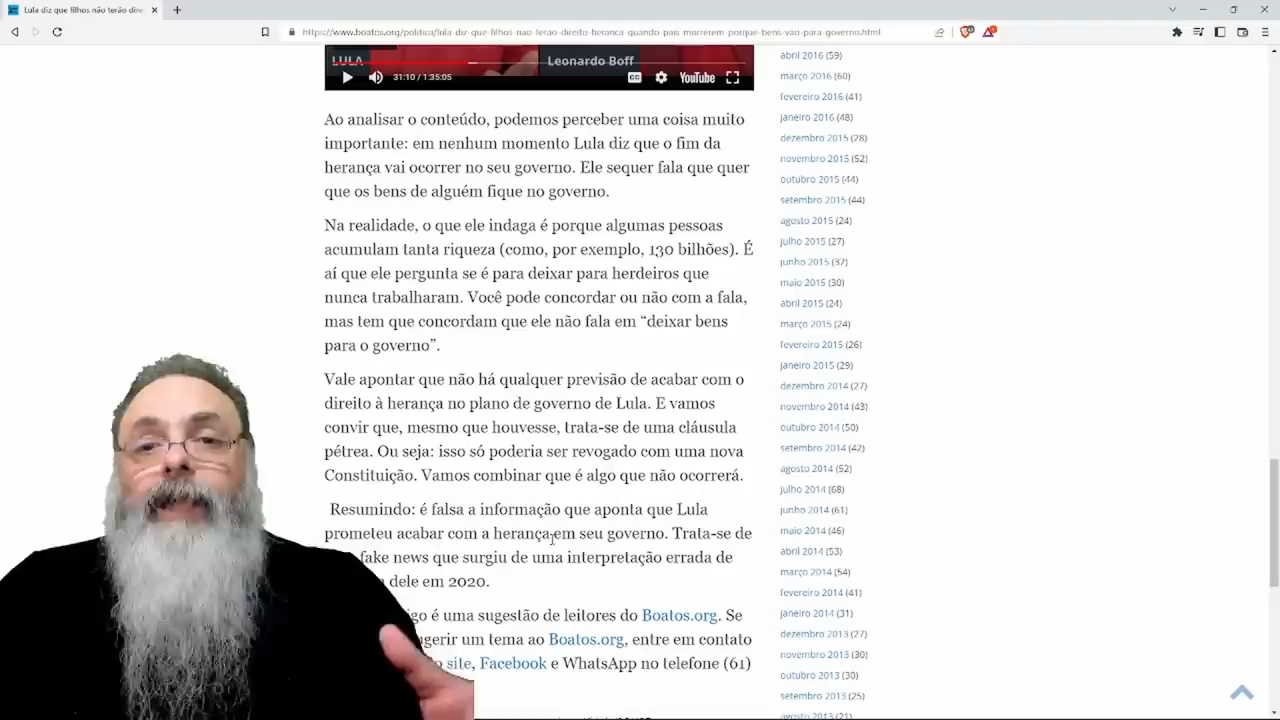 Lula diz que filhos não terão dire
https://www.boatos.org/politica/lula-diz-que-filhos-nao-terao-direito-heranca-quando-pais-morrerem-porque-bens-vao-para-governo.html
LULA
Leonardo Boff
31:10 / 1:35:05
CC
YouTube
Ao analisar o conteúdo, podemos perceber uma coisa muito
importante: em nenhum momento Lula diz que o fim da
herança vai ocorrer no seu governo. Ele sequer fala que quer
que os bens de alguém fique no governo.
Na realidade, o que ele indaga é porque algumas pessoas
acumulam tanta riqueza (como, por exemplo, 130 bilhões). É
aí que ele pergunta se é para deixar para herdeiros que
nunca trabalharam. Você pode concordar ou não com a fala,
mas tem que concordam que ele não fala em “deixar bens
para o governo”.
Vale apontar que não há qualquer previsão de acabar com o
direito à herança no plano de governo de Lula. E vamos
convir que, mesmo que houvesse, trata-se de uma cláusula
pétrea. Ou seja: isso só poderia ser revogado com uma nova
Constituição. Vamos combinar que é algo que não ocorrerá.
Resumindo: é falsa a informação que aponta que Lula
prometeu acabar com a herança em seu governo. Trata-se de
fake news que surgiu de uma interpretação errada de
dele em 2020.
é uma sugestão de leitores do Boatos.org. Se
um tema ao Boatos.org, entre em contato
site, Facebook e WhatsApp no telefone (61)
abril 2016 (59)
março 2016 (60)
fevereiro 2016 (41)
janeiro 2016 (48)
dezembro 2015 (28)
novembro 2015 (52)
outubro 2015 (44)
setembro 2015 (44)
agosto 2015 (24)
julho 2015 (27)
junho 2015 (37)
maio 2015 (30)
abril 2015 (24)
março 2015 (24)
fevereiro 2015 (26)
janeiro 2015 (29)
dezembro 2014 (27)
novembro 2014 (43)
outubro 2014 (50)
setembro 2014 (42)
agosto 2014 (52)
julho 2014 (68)
junho 2014 (61)
maio 2014 (46)
abril 2014 (53)
março 2014 (54)
fevereiro 2014 (41)
janeiro 2014 (31)
dezembro 2013 (27)
novembro 2013 (30)
outubro 2013 (30)
setembro 2013 (25)
agosto 2013 (21)